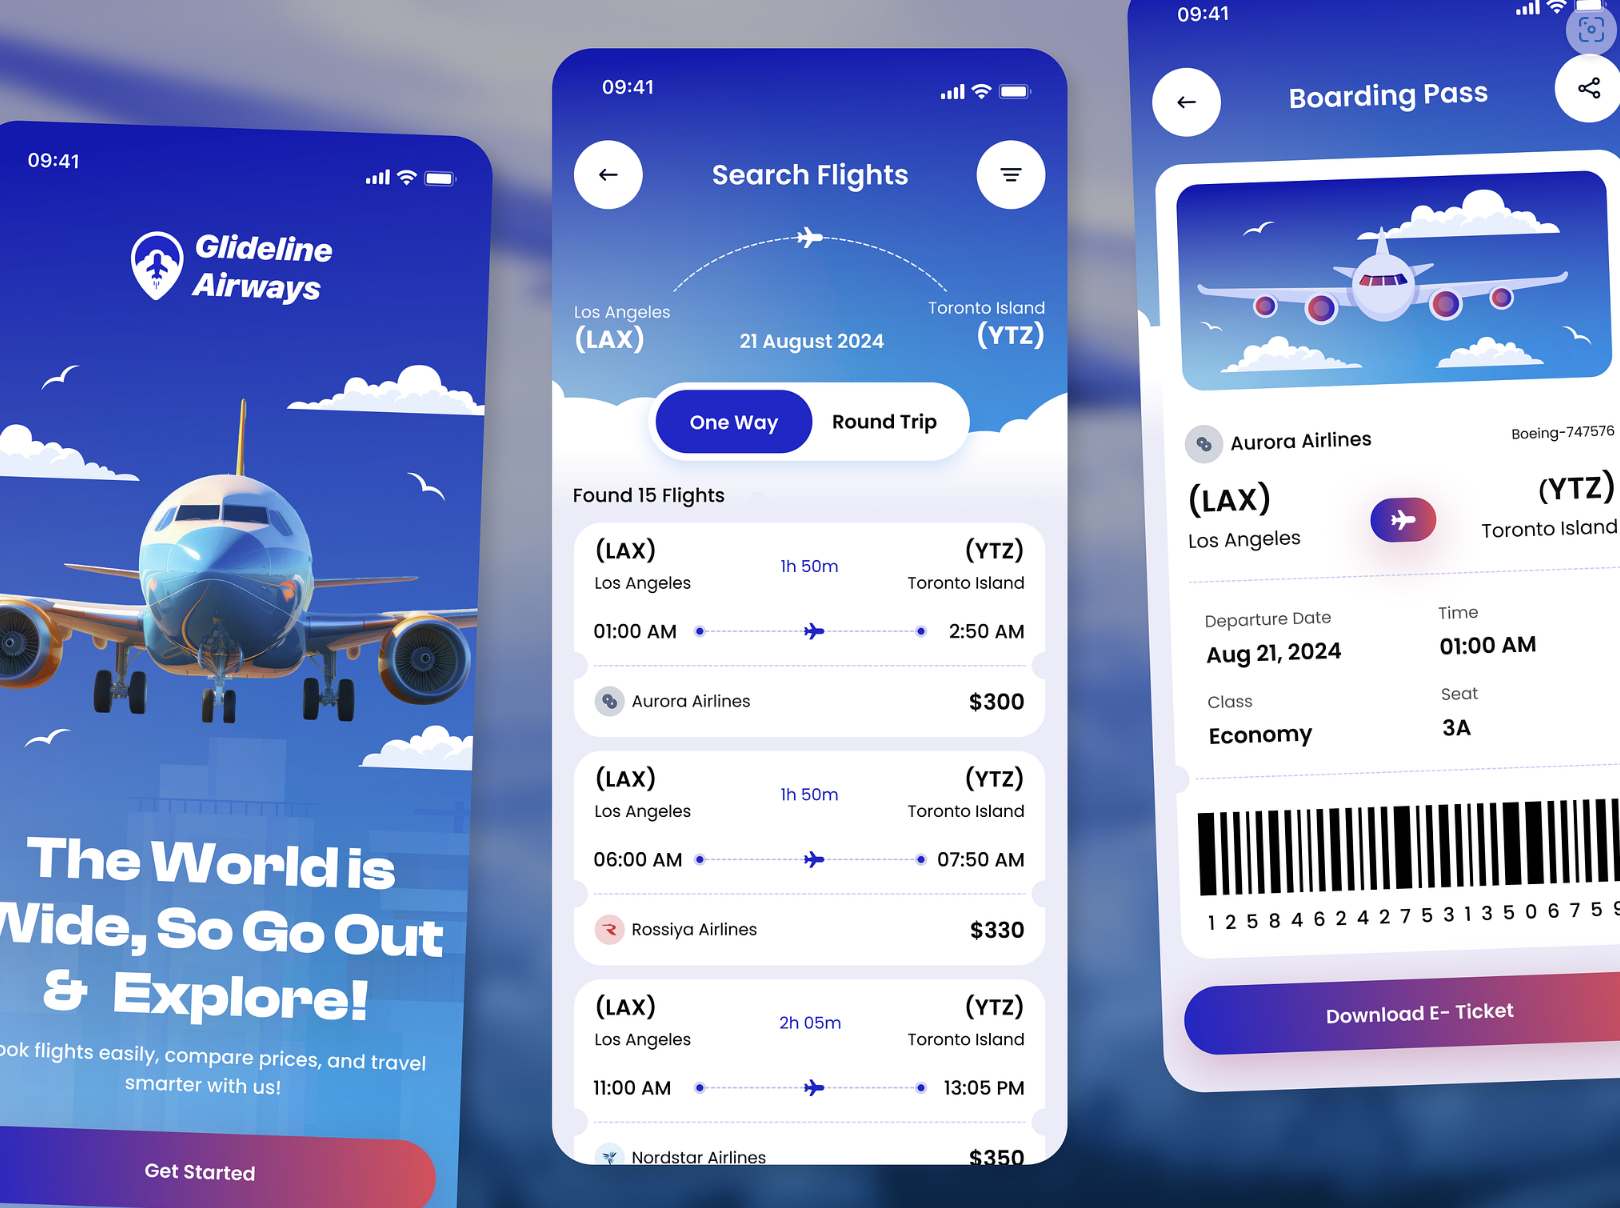 09:41
Glideline
Airways
The World is
Wide, So Go Out
& Explore!
flights easily, compare prices, and travel
smarter with us!
Get Started
09:41
Search Flights
Los Angeles
(LAX)
21 August 2024
Toronto Island
(YTZ)
One Way
Round Trip
Found 15 Flights
(LAX)
1h 50m
(YTZ)
Los Angeles
Toronto Island
01:00 AM
2:50 AM
Aurora Airlines
$300
(LAX)
1h 50m
(YTZ)
Los Angeles
Toronto Island
06:00 AM
07:50 AM
Rossiya Airlines
$330
(LAX)
2h 05m
(YTZ)
Los Angeles
Toronto Island
11:00 AM
13:05 PM
Nordstar Airlines
$350
09:41
Boarding Pass
Aurora Airlines
Boeing-747576
(LAX)
(YTZ)
Los Angeles
Toronto Island
Departure Date
Time
Aug 21, 2024
01:00 AM
Class
Seat
Economy
3A
1 2 5 8 4 6 2 4 2 7 5 3 1 3 5 0 6 7 5 9
Download E- Ticket